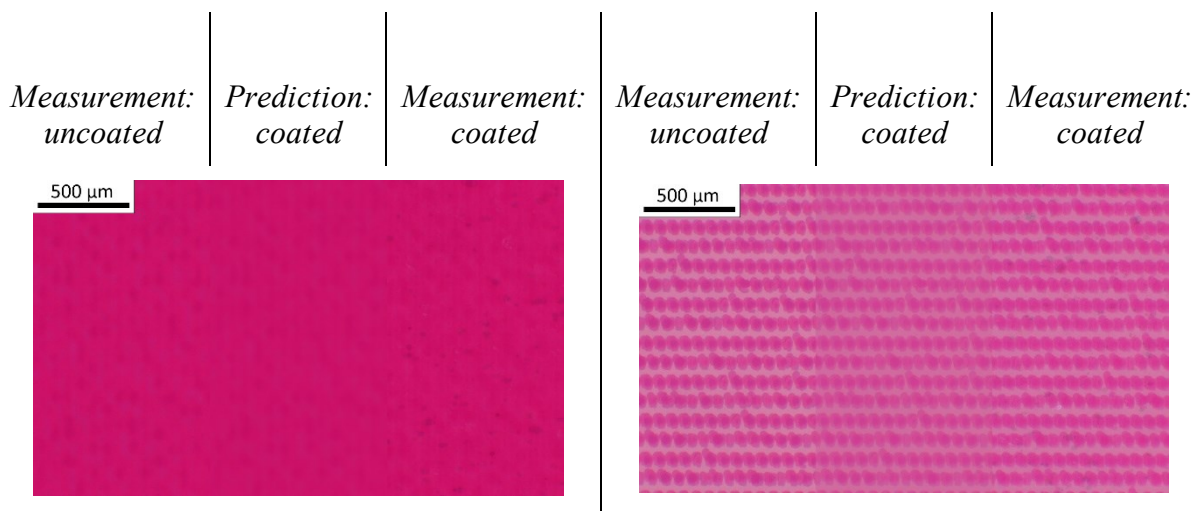 Measurement: uncoated
Prediction: coated
Measurement: coated
Measurement: uncoated
Prediction: coated
Measurement: coated
500 μm
500 μm